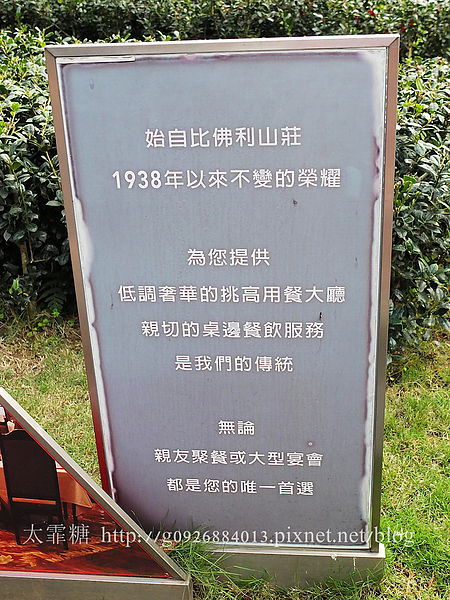 始自比佛利山莊
1938年以來不變的榮耀
為您提供
低調奢華的挑高用餐大廳
親切的桌邊餐飲服務
是我們的傳統
無論
親友聚餐或大型宴會
都是您的唯一首選
太霏糖 http://g0926884013.pixnet.net/blog